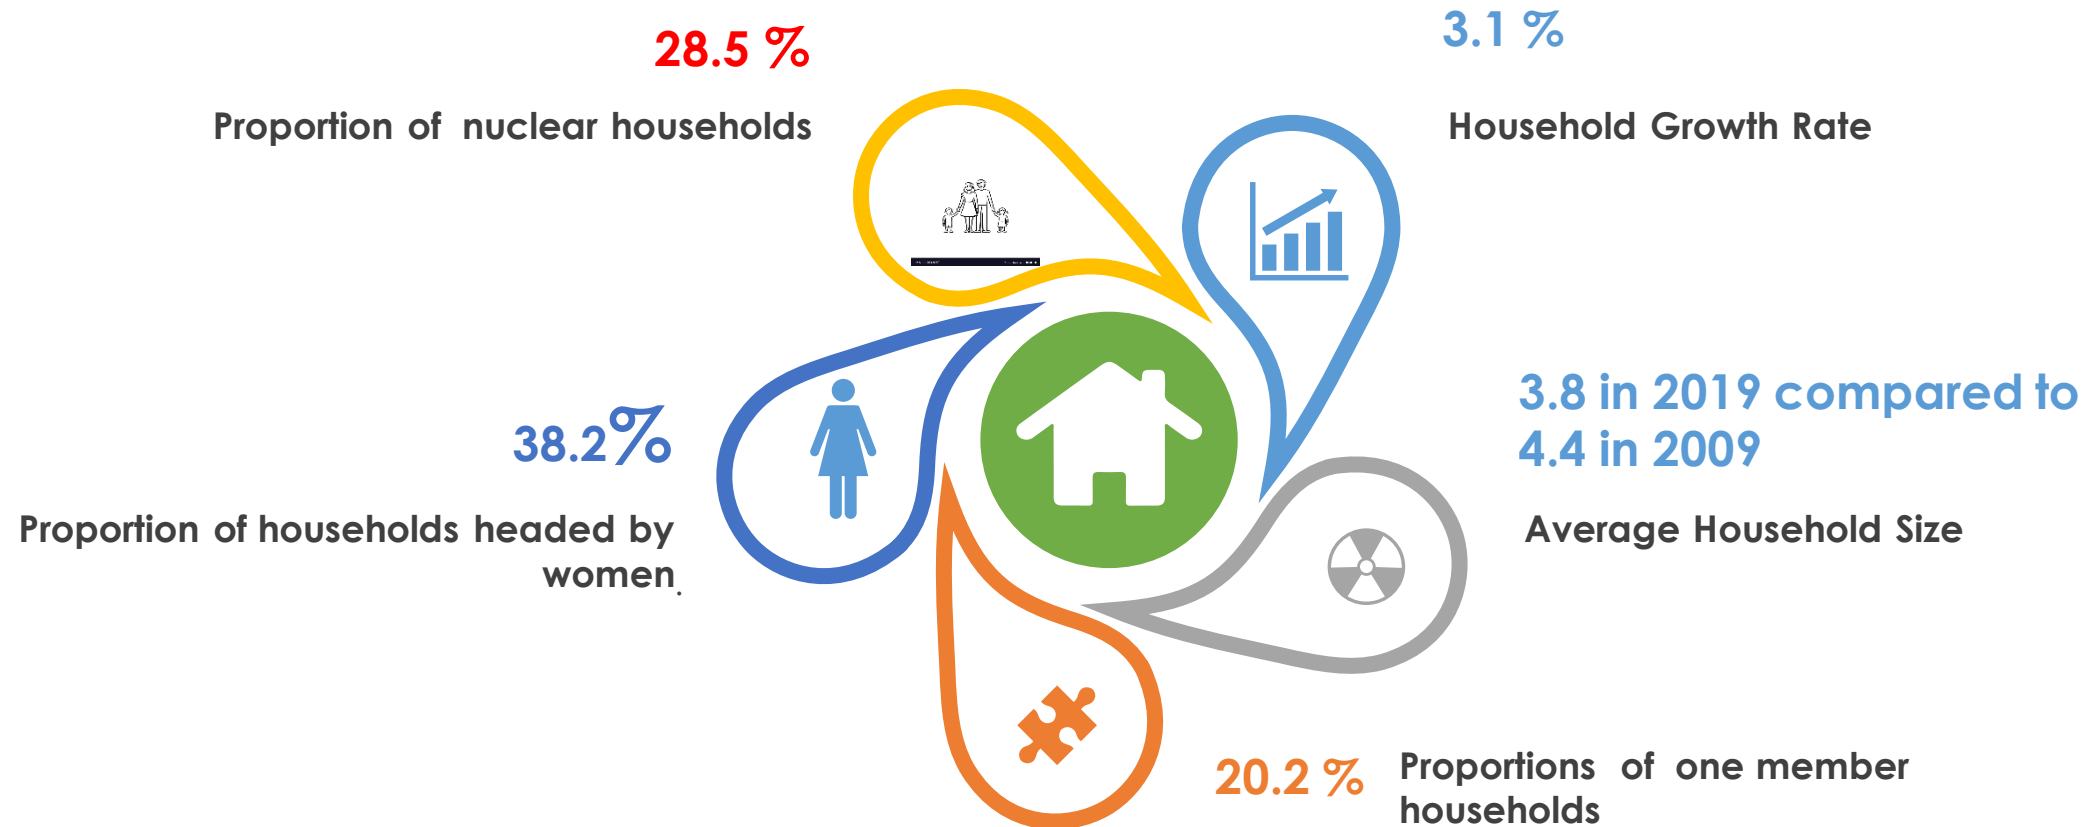 28.5 %
Proportion of nuclear households
3.1 %
Household Growth Rate
38.2%
Proportion of households headed by
women.
3.8 in 2019 compared to
4.4 in 2009
Average Household Size
20.2 %
Proportions of one member
households